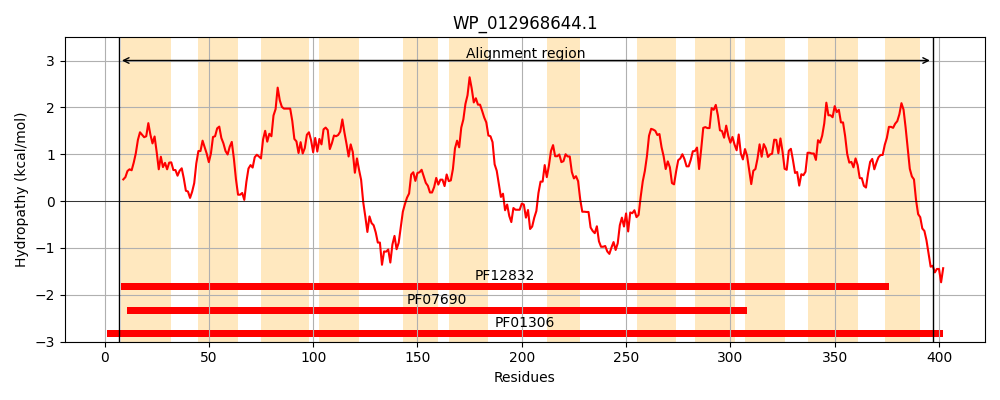 WP_012968644.1
Alignment region
3
2
1
0
−1
−2
−3
Hydropathy (kcal/mol)
PF12832
PF07690
PF01306
0 50 100 150 200 250 300 350 400
Residues